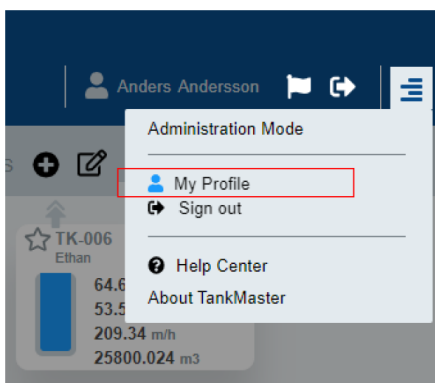 Anders Andersson
Administration Mode
S
My Profile
Sign out
TK-006
Ethan
Help Center
64.6
About TankMaster
53.5
209.34 m/h
25800.024 m3